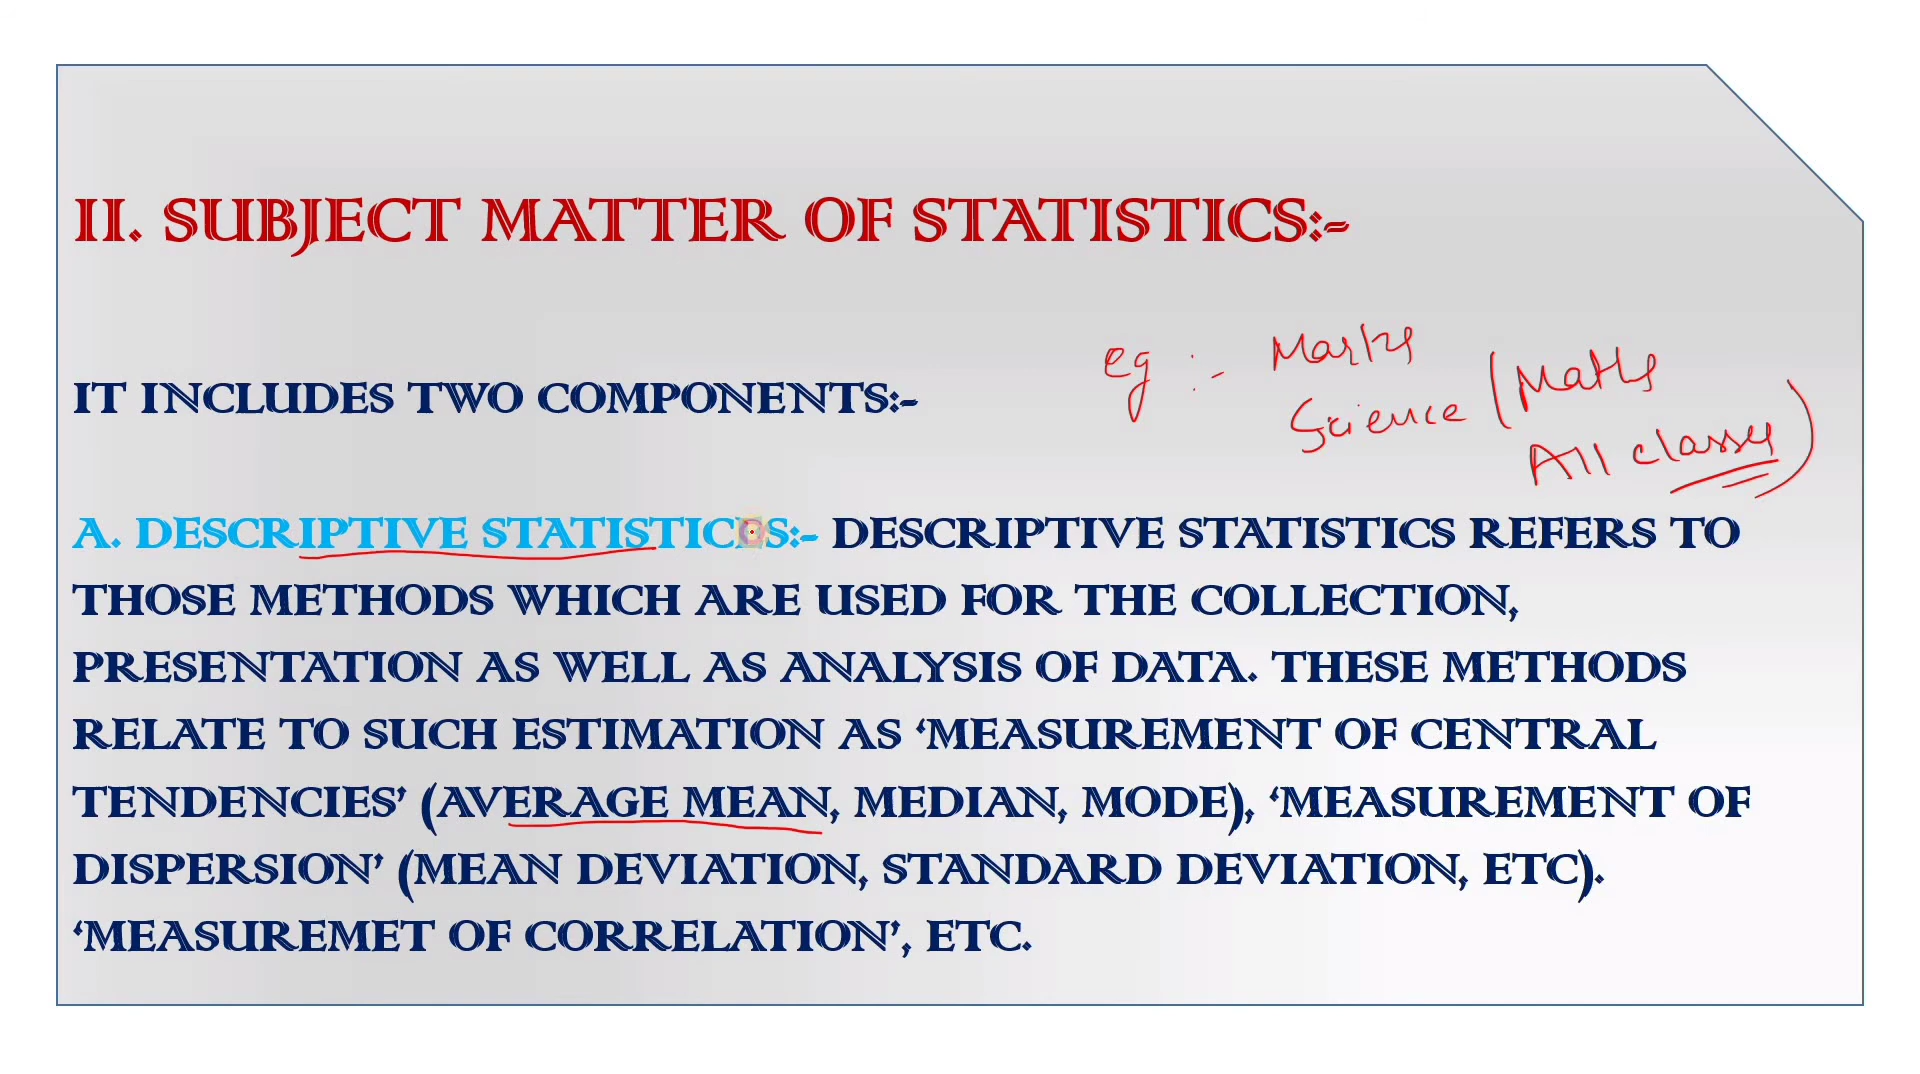 II. SUBJECT MATTER OF STATISTICS:-
IT INCLUDES TWO COMPONENTS:-
eg :- Marks
Science (Maths
All classes)
A. DESCRIPTIVE STATISTICS:- DESCRIPTIVE STATISTICS REFERS TO
THOSE METHODS WHICH ARE USED FOR THE COLLECTION,
PRESENTATION AS WELL AS ANALYSIS OF DATA. THESE METHODS
RELATE TO SUCH ESTIMATION AS ‘MEASUREMENT OF CENTRAL
TENDENCIES’ (AVERAGE MEAN, MEDIAN, MODE), ‘MEASUREMENT OF
DISPERSION’ (MEAN DEVIATION, STANDARD DEVIATION, ETC).
‘MEASUREMET OF CORRELATION’, ETC.